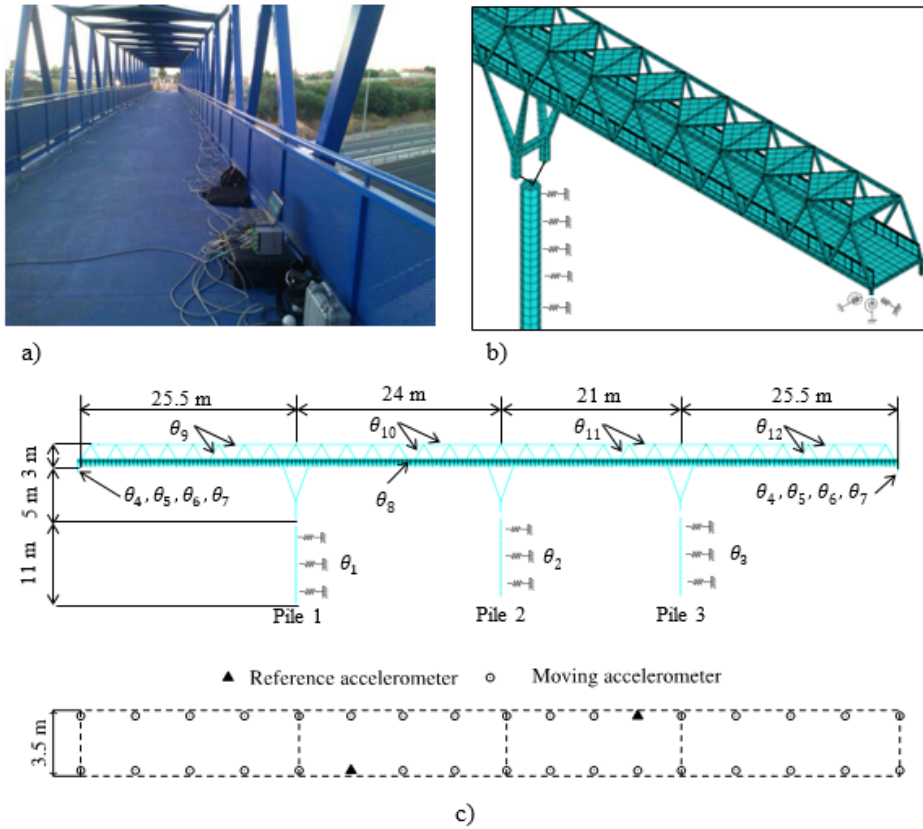 a)
b)
25.5 m
24 m
21 m
25.5 m
θ9
θ10
θ11
θ12
3 m
θ4, θ5, θ6, θ7
θ8
θ4, θ5, θ6, θ7
5 m
11 m
θ1
θ2
θ3
Pile 1
Pile 2
Pile 3
▲ Reference accelerometer ○ Moving accelerometer
3.5 m
c)